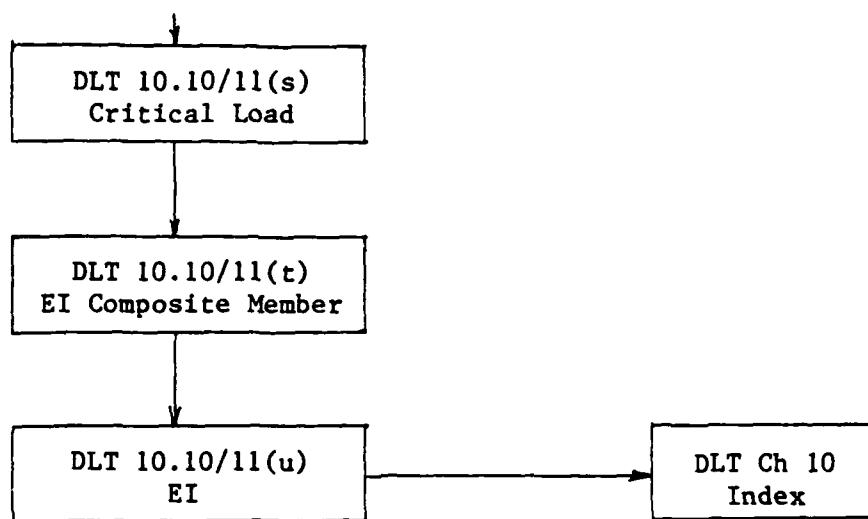 DLT 10.10/11(s)
Critical Load
DLT 10.10/11(t)
EI Composite Member
DLT 10.10/11(u)
EI
DLT Ch 10
Index